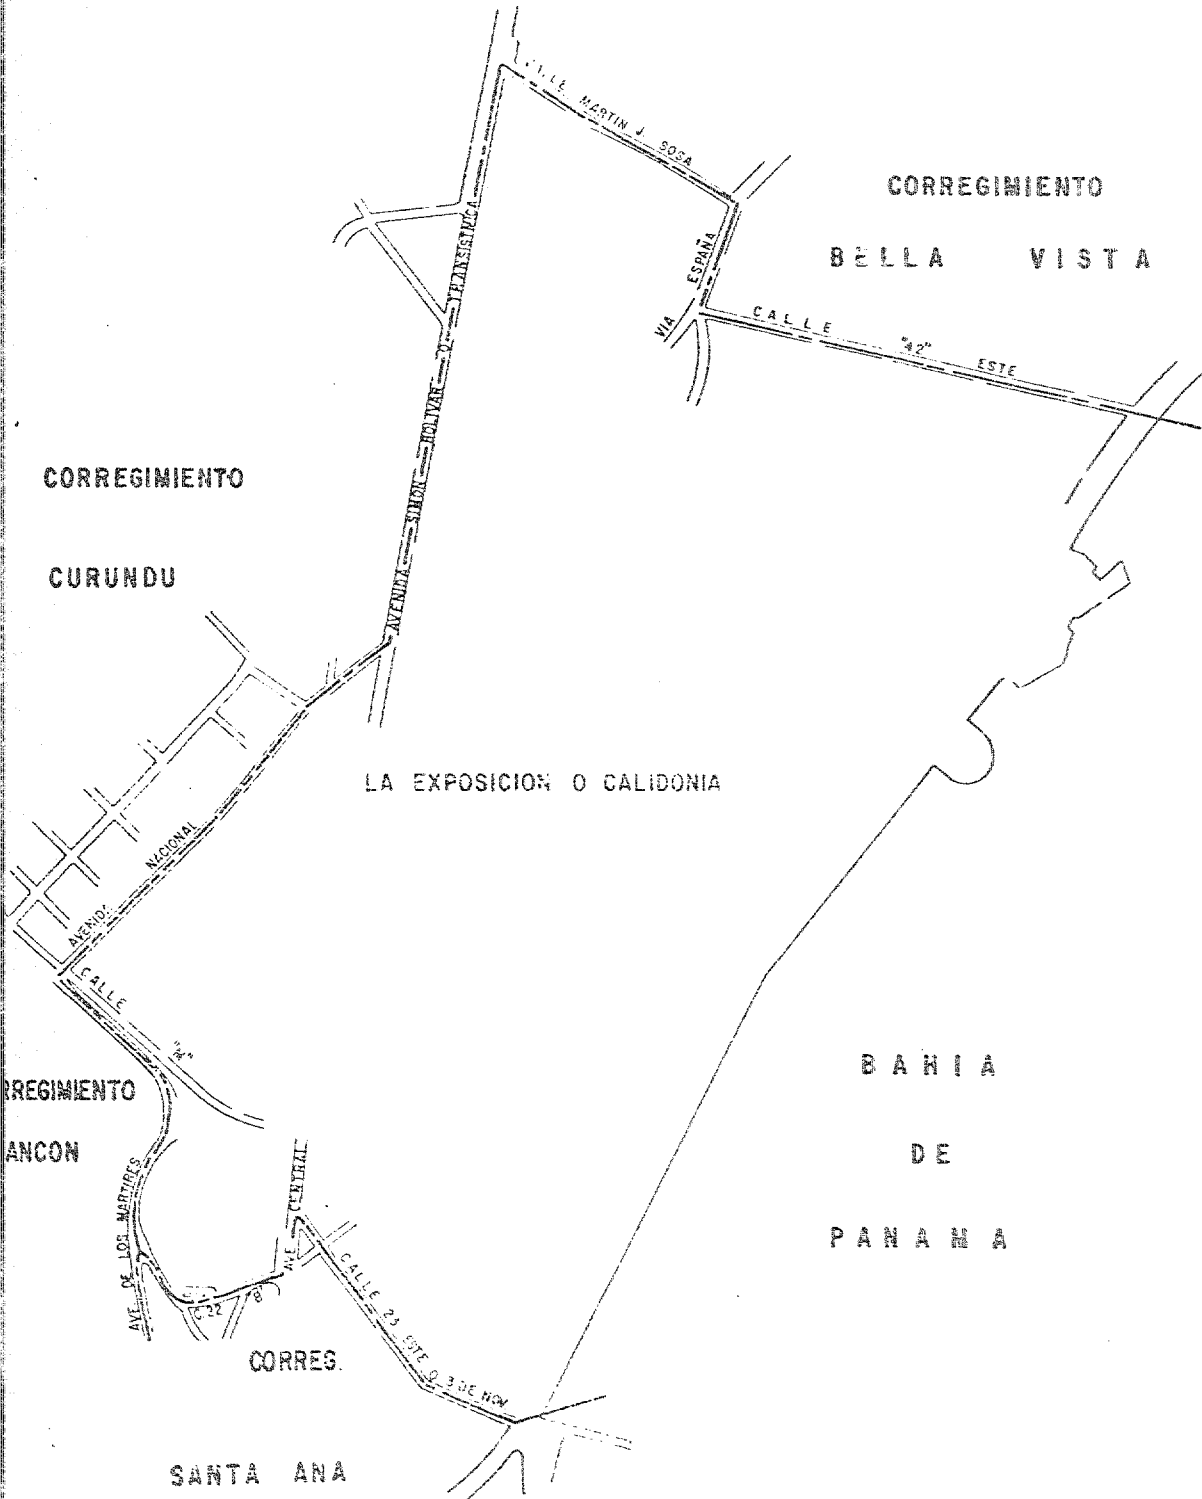 CALLE MARTIN J. SOSA
CORREGIMIENTO
BELLA VISTA
VIA ESPAÑA
CALLE "42" ESTE
AVENIDA SIMON BOLIVAR O TRANSISTMICA
CORREGIMIENTO
CURUNDU
LA EXPOSICION O CALIDONIA
AVENIDA NACIONAL
CALLE
RREGIMIENTO
ANCON
AVE DE LOS MARTIRES
AVE CENTRAL
C. 22 B
CALLE 23 ESTE O 3 DE NOV
BAHIA
DE
PANAMA
CORREG.
SANTA ANA